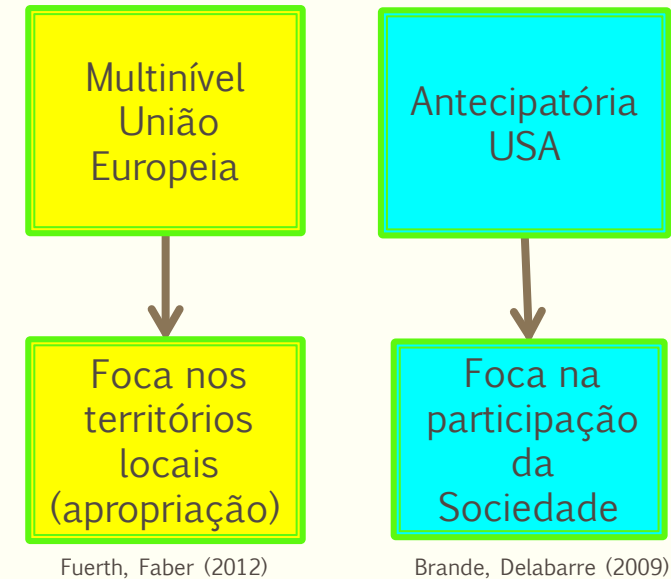 Multinível
União
Europeia
Antecipatória
USA
Foca nos
territórios
locais
(apropriação)
Foca na
participação
da
Sociedade
Fuerth, Faber (2012)
Brande, Delabarre (2009)